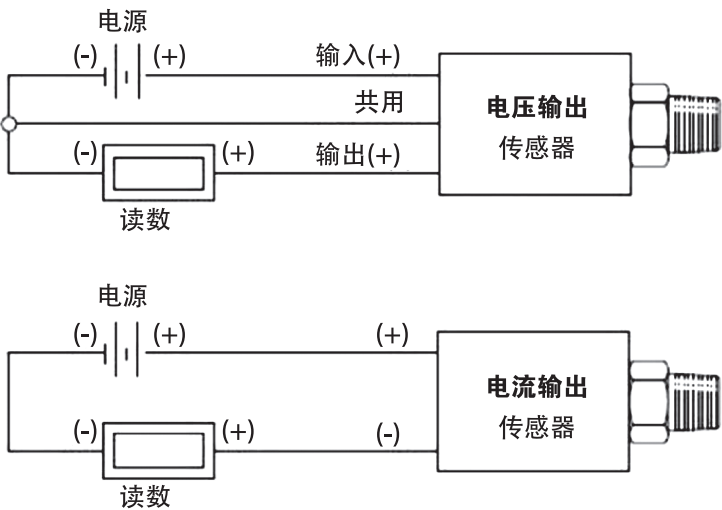 电源
(-) (+) 输入(+)
共用
(-) (+) 输出(+)
读数
电压输出
传感器
电源
(-) (+) (+)
(-) (+) (-)
读数
电流输出
传感器